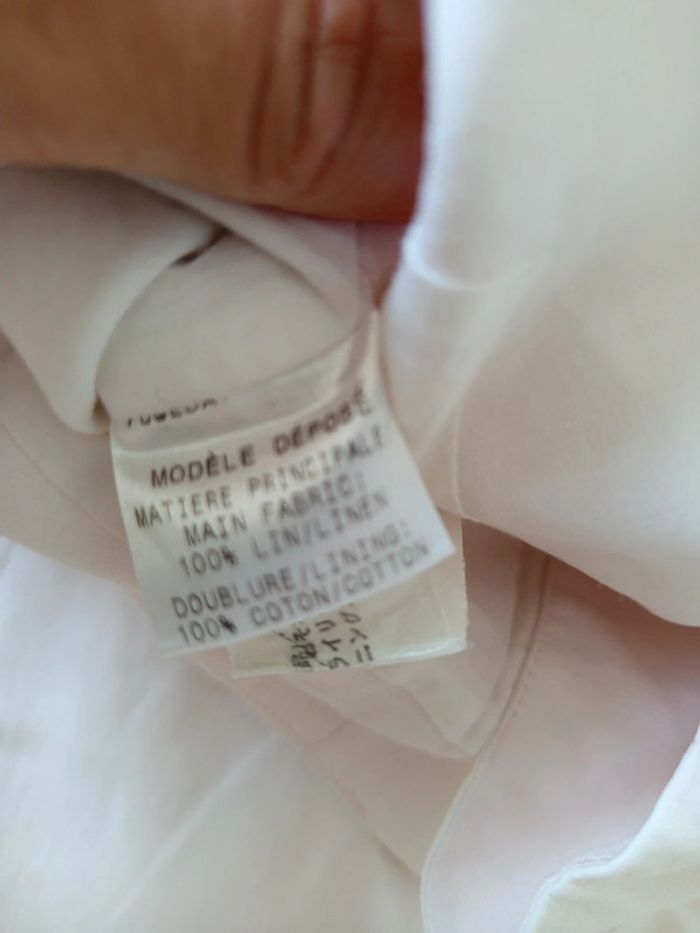 MODÈLE DÉPOSÉ
MATIERE PRINCIPALE
MAIN FABRIC:
100% LIN/LINEN
DOUBLURE/LINING:
100% COTON/COTTON